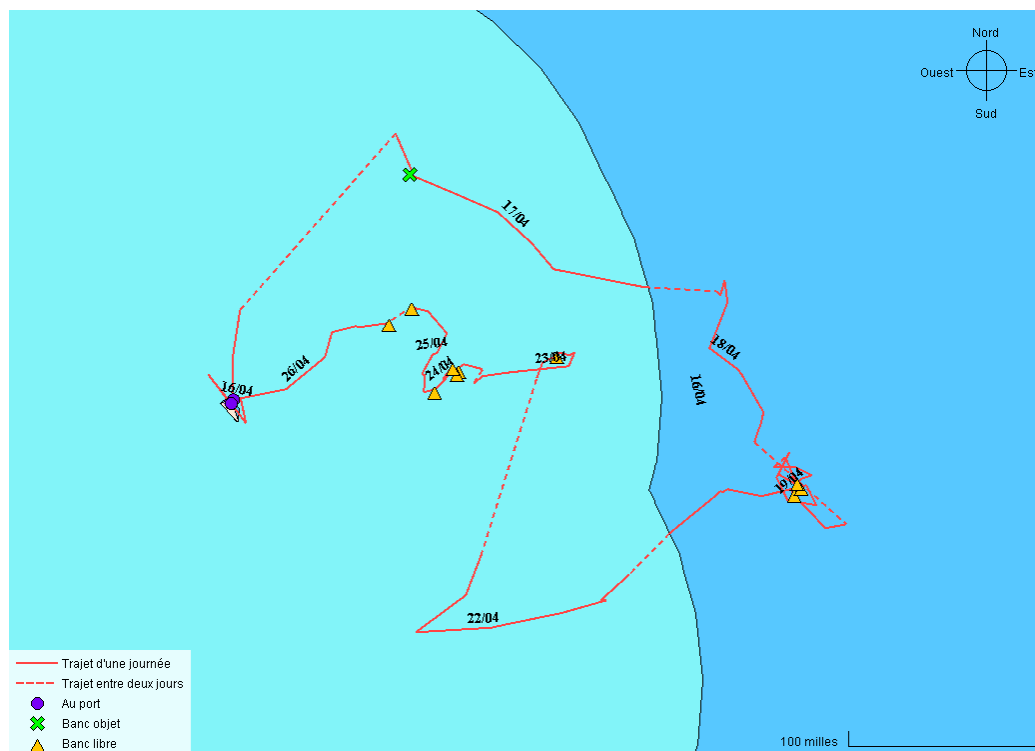 Nord
Ouest
Est
Sud
17/04
18/04
16/04
25/04
23/04
24/04
26/04
16/04
19/04
22/04
Trajet d'une journée
Trajet entre deux jours
Au port
Banc objet
Banc libre
100 milles